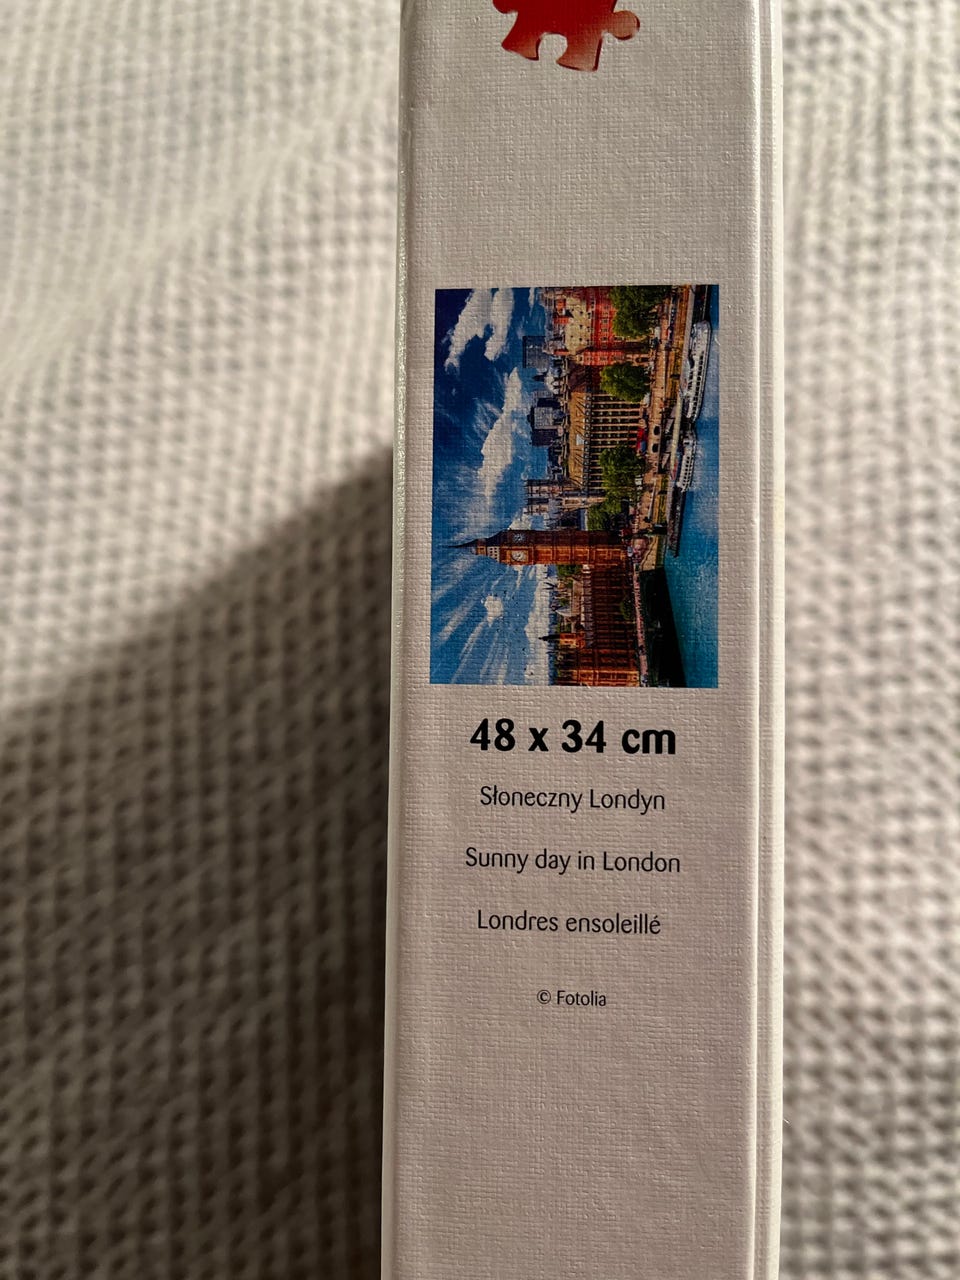 48 x 34 cm
Słoneczny Londyn
Sunny day in London
Londres ensoleillé
© Fotolia